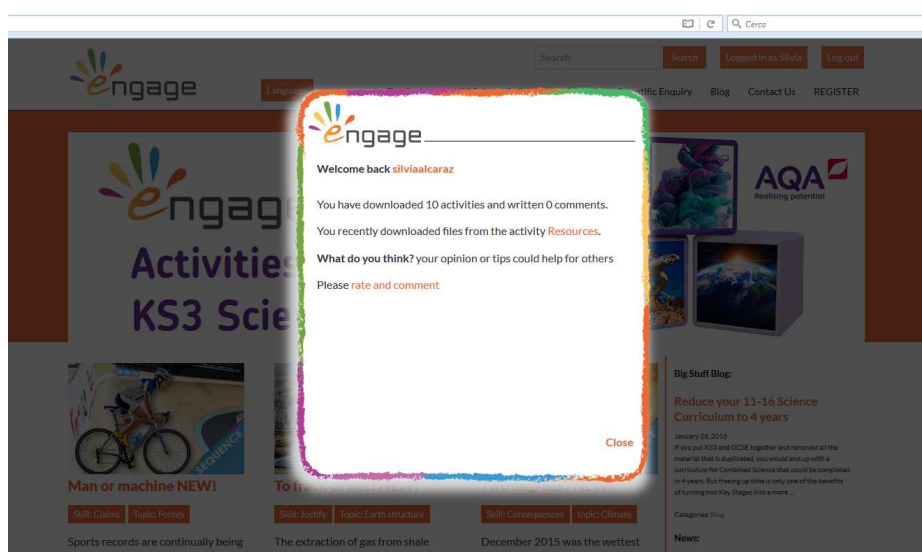 Cerca
engage
Search...
Search
Logged in as Silvia
Log out
Enquiry
Blog
Contact Us
REGISTER
engage
Welcome back silviaalcaraz
You have downloaded 10 activities and written 0 comments.
You recently downloaded files from the activity Resources.
What do you think? your opinion or tips could help for others
Please rate and comment
Close
AQA
Realising potential
KS3
Man or machine NEW!
Skill: Claims
Topic: Forces
Sports records are continually being
SEQUENCE
Skill: Justify
Topic: Earth structure
The extraction of gas from shale
Skill: Consequences
topic: Climate
December 2015 was the wettest
Big Stuff Blog:
Reduce your 11-16 Science
Curriculum to 4 years
January 26, 2016
If you put KS3 and GCSE together and removed all the
material that is duplicated, you would end up with a
curriculum for Combined Science that could be completed
in 4 years. But freeing up time is only one of the benefits
of turning two Key Stages into a more ...
Categories: Blog
News: